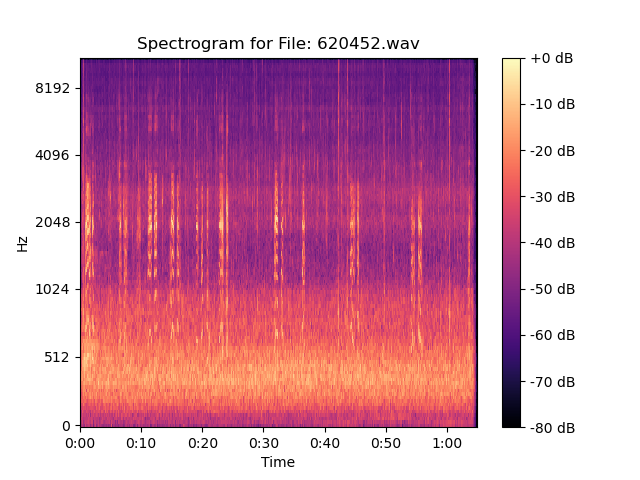 Spectrogram for File: 620452.wav
Hz
8192
4096
2048
1024
512
0
0:00 0:10 0:20 0:30 0:40 0:50 1:00
Time
+0 dB
-10 dB
-20 dB
-30 dB
-40 dB
-50 dB
-60 dB
-70 dB
-80 dB